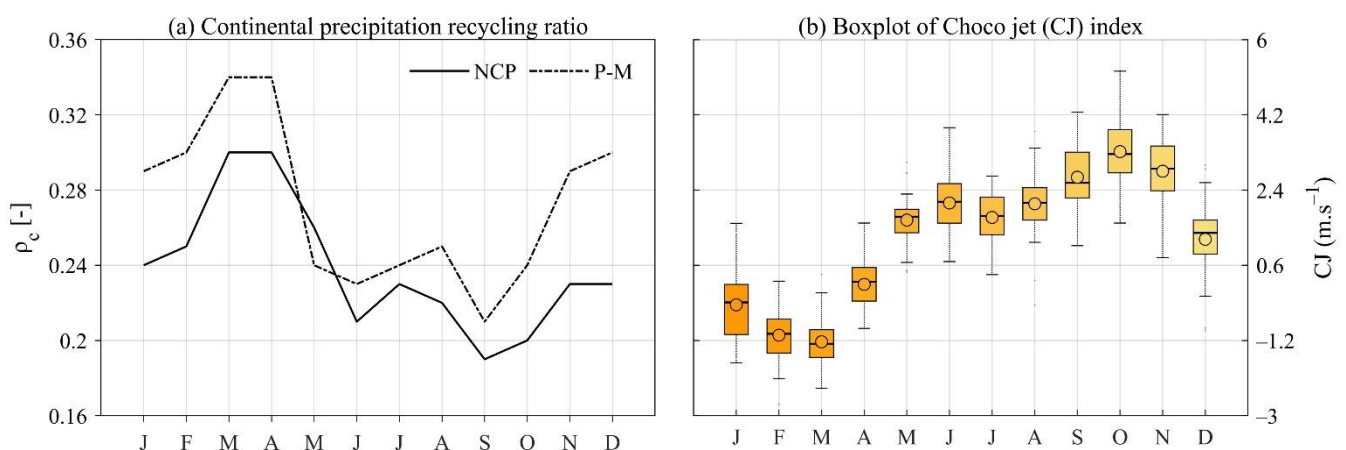 (a) Continental precipitation recycling ratio
0.36
0.32
0.28
0.24
0.2
0.16
ρc [-]
NCP
P-M
J F M A M J J A S O N D
(b) Boxplot of Choco jet (CJ) index
6
4.2
2.4
0.6
−1.2
−3
CJ (m.s⁻¹)
J F M A M J J A S O N D